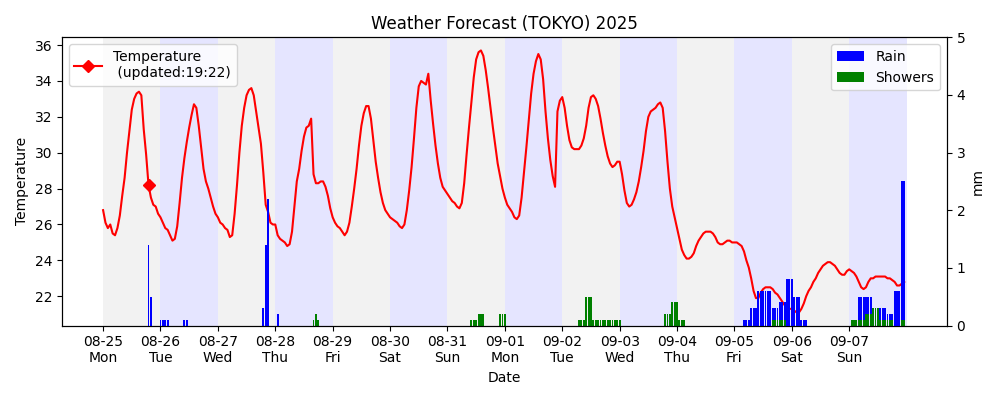 Weather Forecast (TOKYO) 2025
Temperature
(updated:19:22)
Rain
Showers
36
34
32
30
28
26
24
22
5
4
3
2
1
0
Temperature
mm
08-25 08-26 08-27 08-28 08-29 08-30 08-31 09-01 09-02 09-03 09-04 09-05 09-06 09-07
Mon Tue Wed Thu Fri Sat Sun Mon Tue Wed Thu Fri Sat Sun
Date